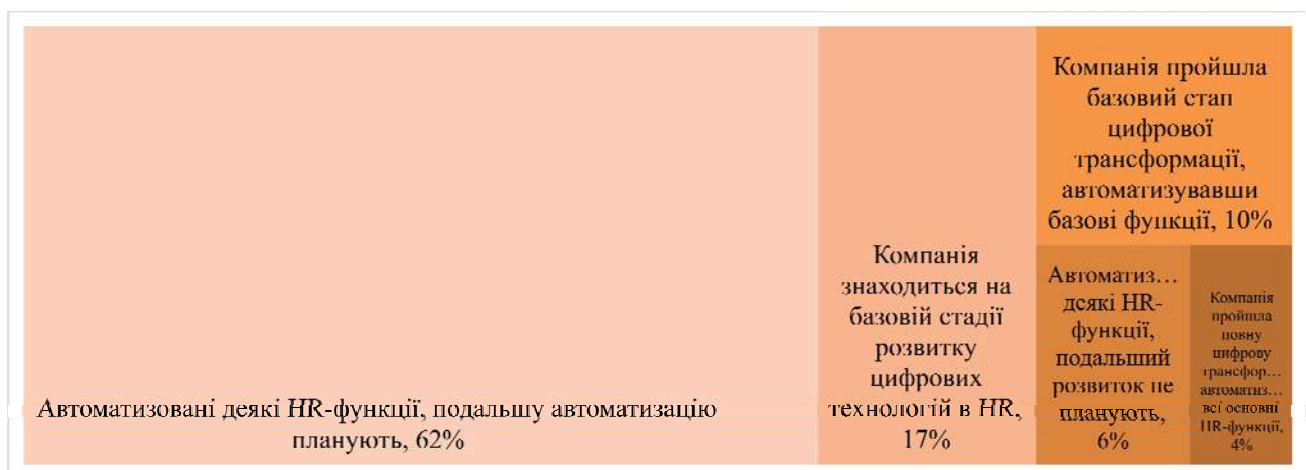 Автоматизовані деякі HR-функції, подальшу автоматизацію
планують, 62%
Компанія
знаходиться на
базовій стадії
розвитку
цифрових
технологій в HR,
17%
Компанія пройшла
базовий етап
цифрової
трансформації,
автоматизувавши
базові функції, 10%
Автоматиз…
деякі HR-
функції,
подальший
розвиток не
планують,
6%
Компанія
пройшла
повну
цифрову
трансфор…
автоматиз…
всі основні
HR-функції,
4%